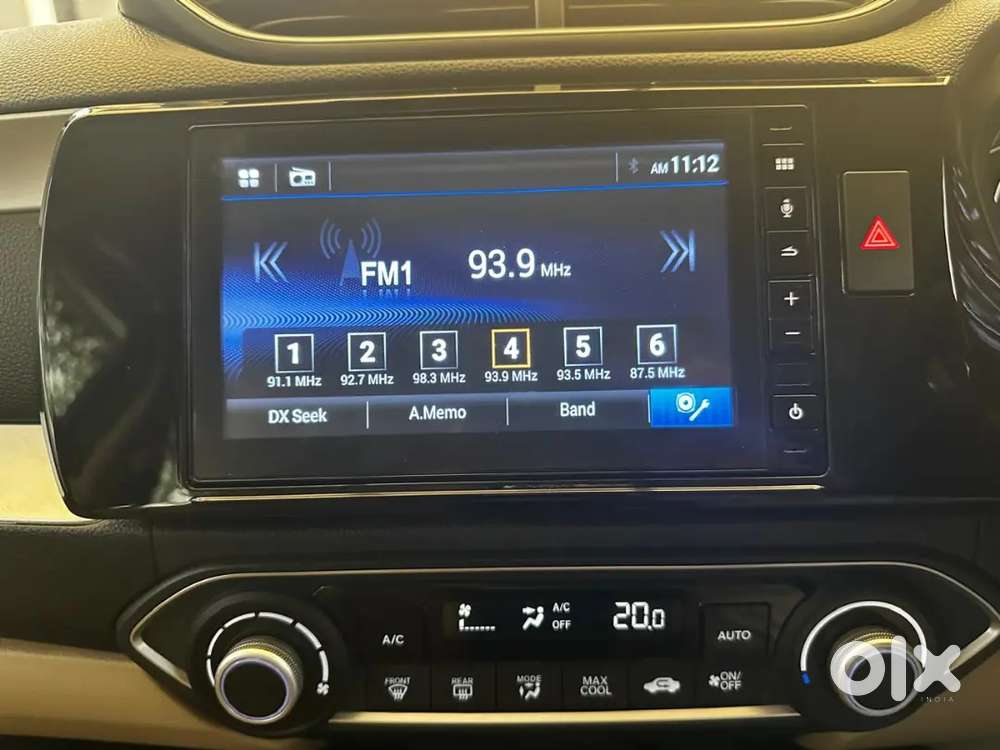 AM 11:12
FM1 93.9 MHz
1 2 3 4 5 6
91.1 MHz 92.7 MHz 98.3 MHz 93.9 MHz 93.5 MHz 87.5 MHz
DX Seek A.Memo Band
A/C
A/C
OFF
20.0
AUTO
FRONT REAR MODE MAX
COOL
ON/
OFF
olx
INDIA